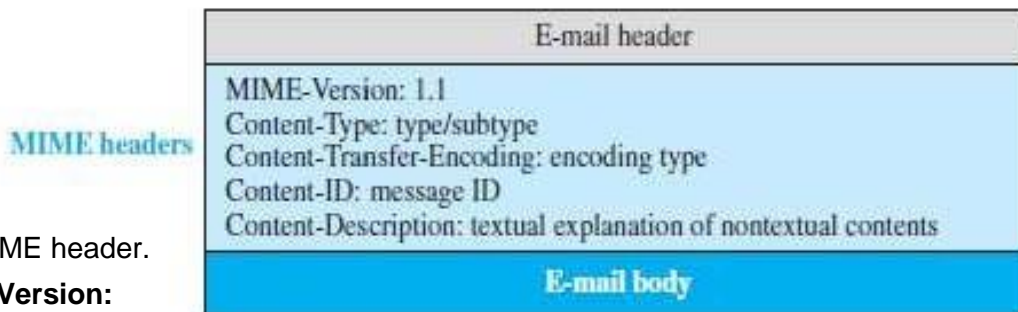 E-mail header
MIME-Version: 1.1
Content-Type: type/subtype
MIME headers
Content-Transfer-Encoding: encoding type
Content-ID: message ID
Content-Description: textual explanation of nontextual contents
ME header.
E-mail body
Version: